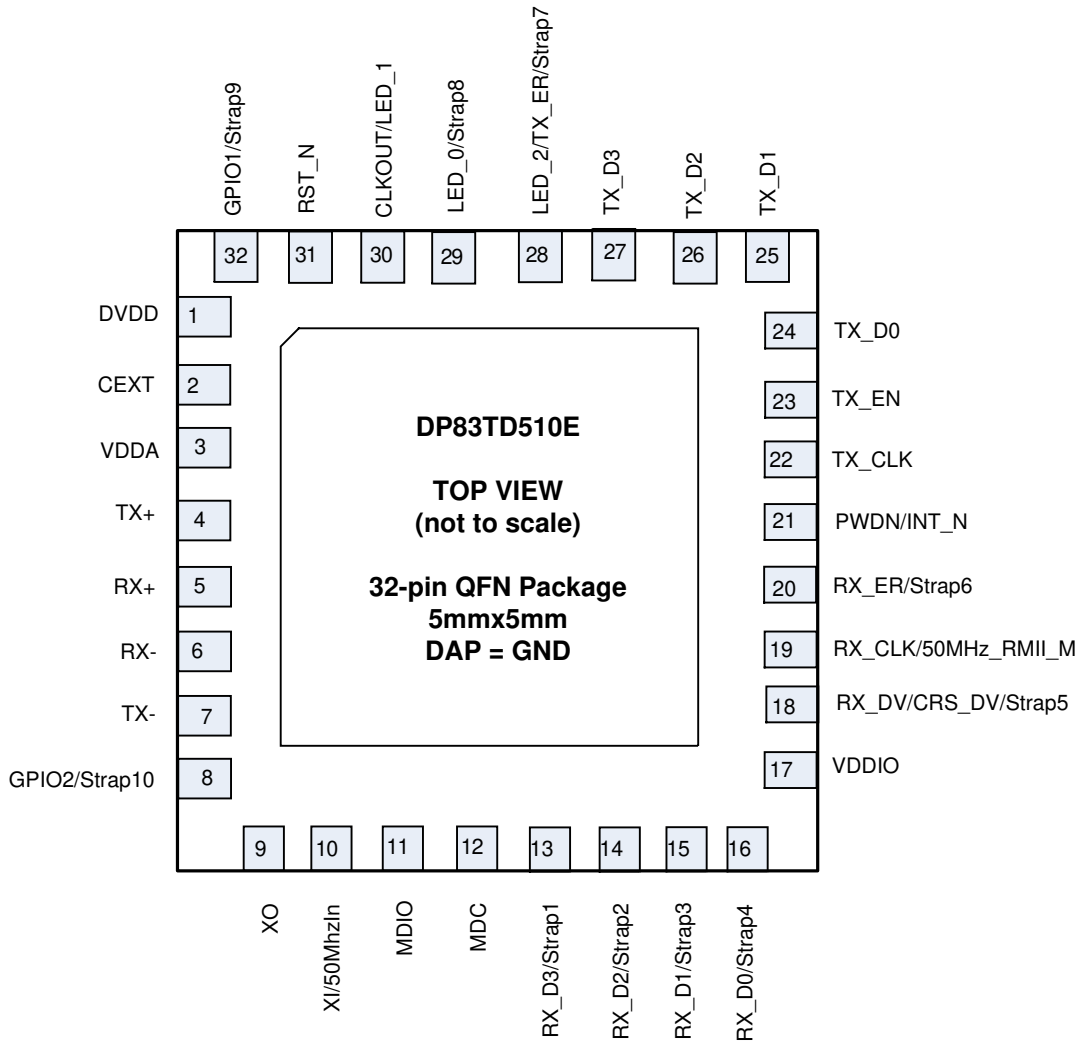 GPIO1/Strap9
RST_N
CLKOUT/LED_1
LED_0/Strap8
LED_2/TX_ER/Strap7
TX_D3
TX_D2
TX_D1
32
31
30
29
28
27
26
25
DVDD
1
CEXT
2
VDDA
3
TX+
4
RX+
5
RX-
6
TX-
7
GPIO2/Strap10
8
DP83TD510E
TOP VIEW
(not to scale)
32-pin QFN Package
5mmx5mm
DAP = GND
24
TX_D0
23
TX_EN
22
TX_CLK
21
PWDN/INT_N
20
RX_ER/Strap6
19
RX_CLK/50MHz_RMII_M
18
RX_DV/CRS_DV/Strap5
17
VDDIO
9
10
11
12
13
14
15
16
XO
XI/50MhzIn
MDIO
MDC
RX_D3/Strap1
RX_D2/Strap2
RX_D1/Strap3
RX_D0/Strap4